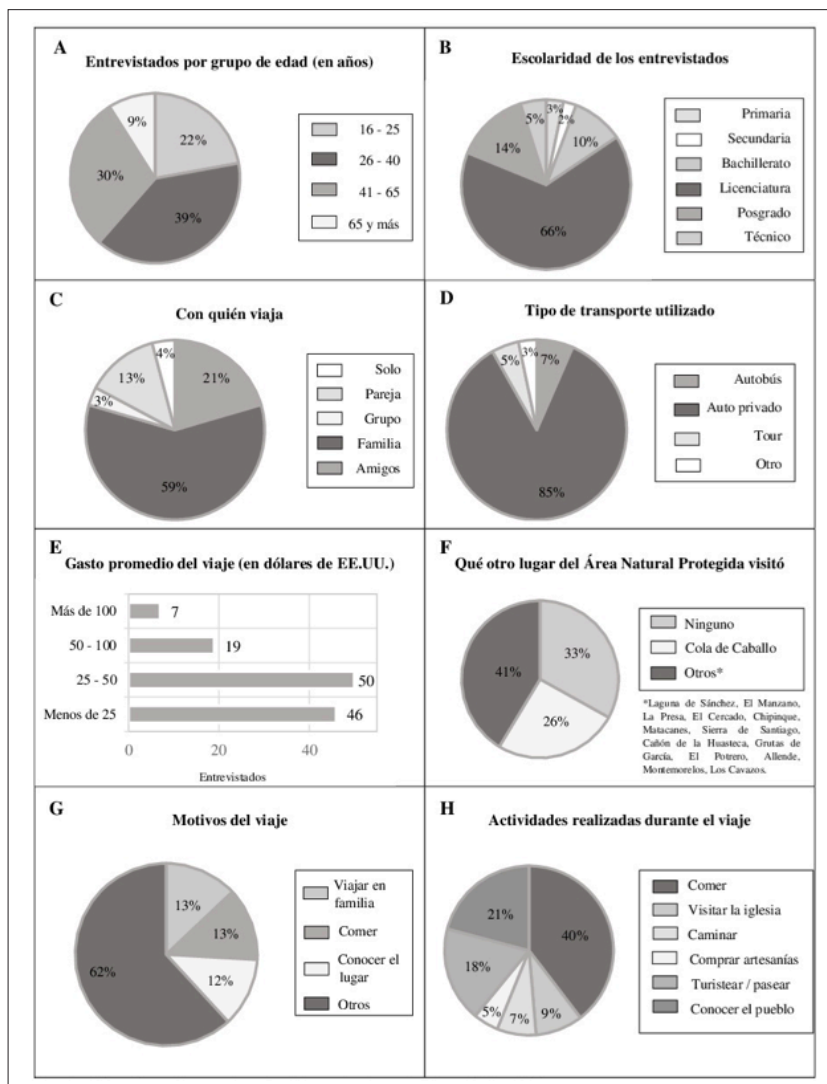 A
Entrevistados por grupo de edad (en años)
9%
22%
30%
39%
16 - 25
26 - 40
41 - 65
65 y más
B
Escolaridad de los entrevistados
5%
3%
2%
10%
14%
66%
Primaria
Secundaria
Bachillerato
Licenciatura
Posgrado
Técnico
C
Con quién viaja
4%
21%
13%
3%
59%
Solo
Pareja
Grupo
Familia
Amigos
D
Tipo de transporte utilizado
5%
3%
7%
85%
Autobús
Auto privado
Tour
Otro
E
Gasto promedio del viaje (en dólares de EE.UU.)
Más de 100
7
50 - 100
19
25 - 50
50
Menos de 25
46
0
40
Entrevistados
F
Qué otro lugar del Área Natural Protegida visitó
33%
41%
26%
Ninguno
Cola de Caballo
Otros*
*Laguna de Sánchez, El Manzano,
La Presa, El Cercado, Chipinque,
Matacanes, Sierra de Santiago,
Cañón de la Huasteca, Grutas de
García, El Potrero, Allende,
Montemorelos, Los Cavazos.
G
Motivos del viaje
13%
13%
62%
12%
Viajar en
familia
Comer
Conocer el
lugar
Otros
H
Actividades realizadas durante el viaje
21%
40%
18%
5%
7%
9%
Comer
Visitar la iglesia
Caminar
Comprar artesanías
Turistear / pasear
Conocer el pueblo